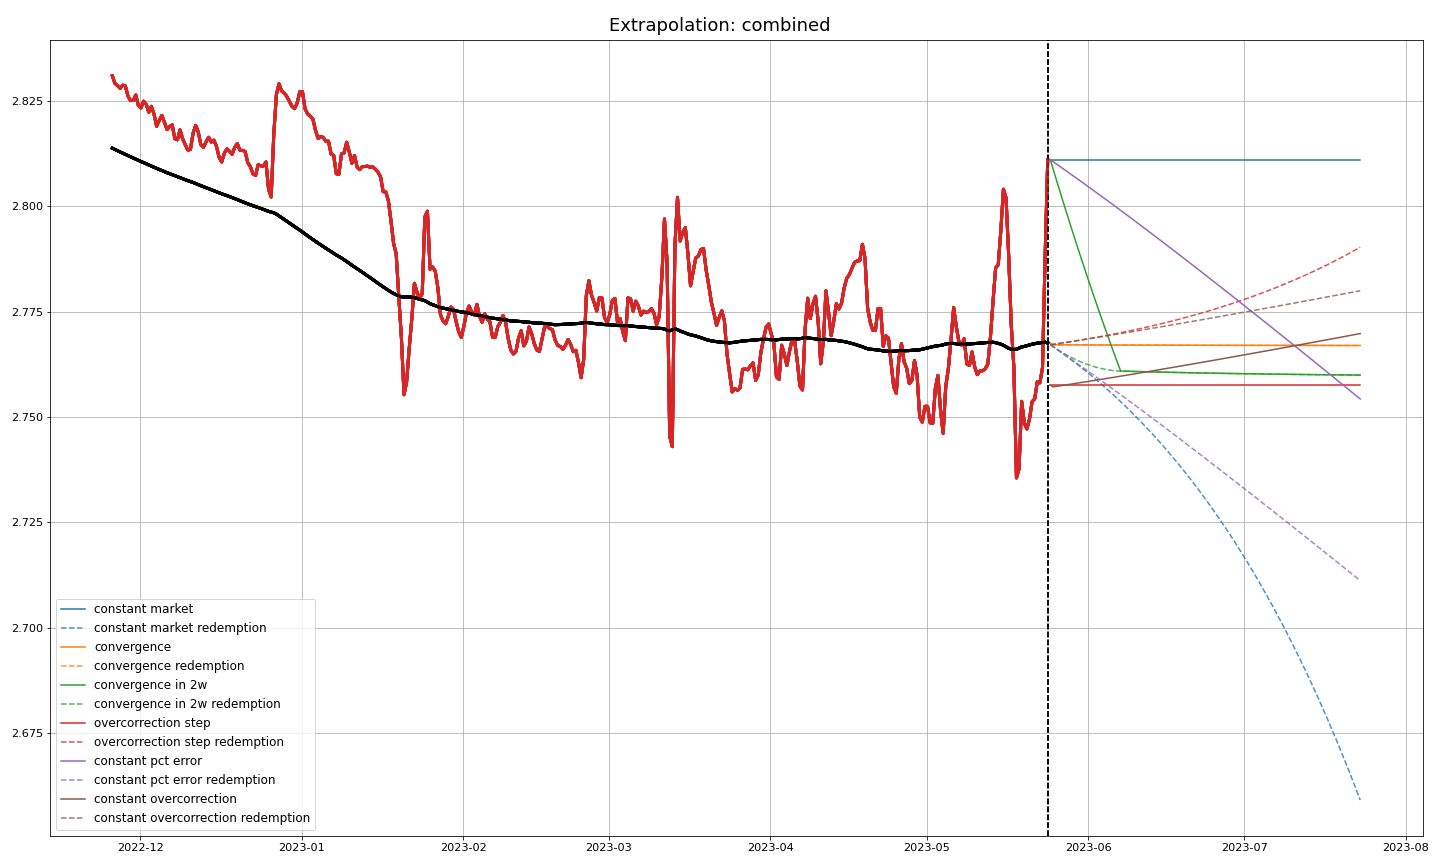 Extrapolation: combined
2.825
2.800
2.775
2.750
2.725
2.700
2.675
constant market
constant market redemption
convergence
convergence redemption
convergence in 2w
convergence in 2w redemption
overcorrection step
overcorrection step redemption
constant pct error
constant pct error redemption
constant overcorrection
constant overcorrection redemption
2022-12 2023-01 2023-02 2023-03 2023-04 2023-05 2023-06 2023-07 2023-08